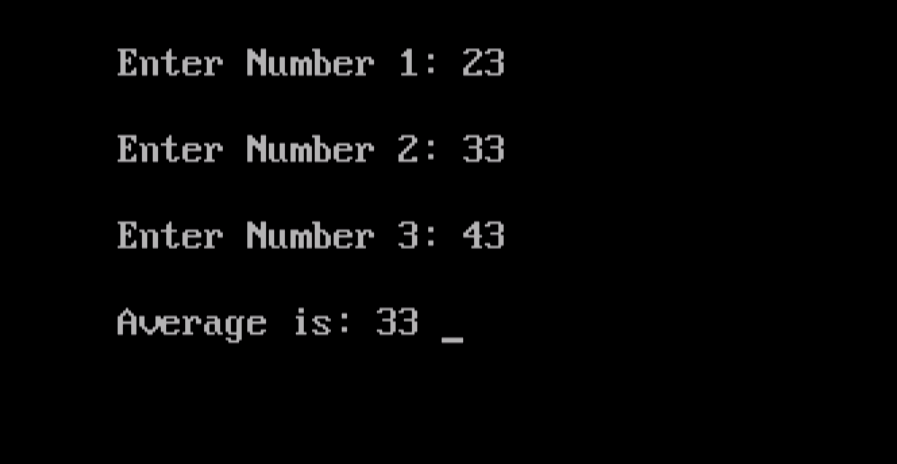 Enter Number 1: 23
Enter Number 2: 33
Enter Number 3: 43
Average is: 33 _